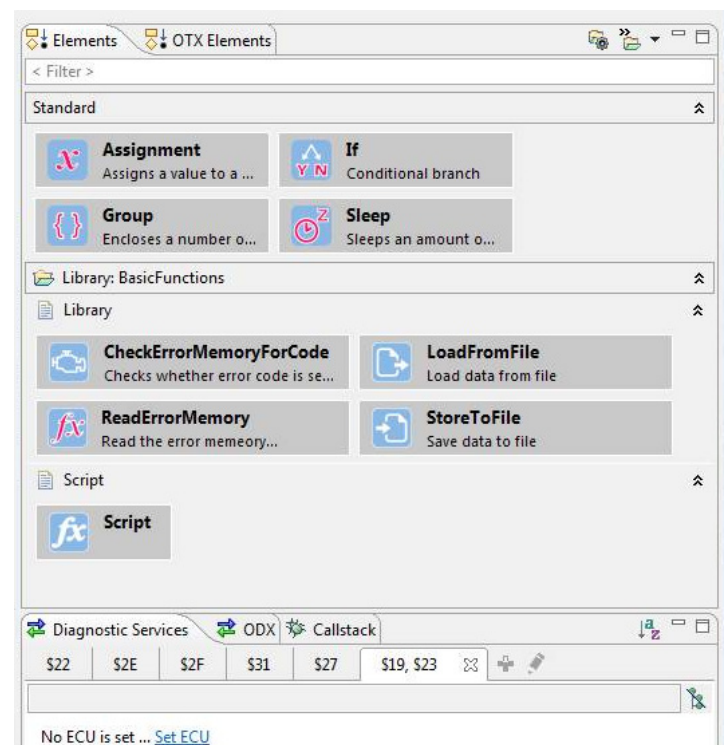 Elements OTX Elements
< Filter >
Standard
Assignment
Assigns a value to a ...
If
Conditional branch
Group
Encloses a number o...
Sleep
Sleeps an amount o...
Library: BasicFunctions
Library
CheckErrorMemoryForCode
Checks whether error code is se...
LoadFromFile
Load data from file
ReadErrorMemory
Read the error memeory...
StoreToFile
Save data to file
Script
Script
Diagnostic Services ODX Callstack
$22 $2E $2F $31 $27 $19, $23
No ECU is set ... Set ECU